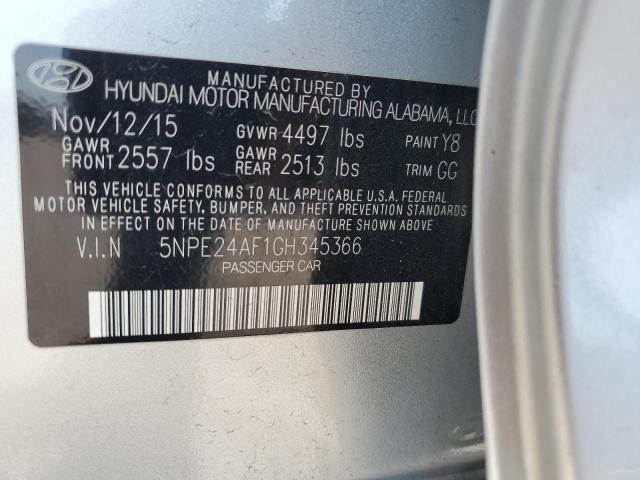 MANUFACTURED BY
HYUNDAI MOTOR MANUFACTURING ALABAMA, LLC
Nov/12/15 GVWR 4497 lbs PAINT Y8
GAWR FRONT 2557 lbs GAWR REAR 2513 lbs TRIM GG
THIS VEHICLE CONFORMS TO ALL APPLICABLE U.S.A. FEDERAL
MOTOR VEHICLE SAFETY, BUMPER, AND THEFT PREVENTION STANDARDS
IN EFFECT ON THE DATE OF MANUFACTURE SHOWN ABOVE
V.I.N 5NPE24AF1GH345366
PASSENGER CAR